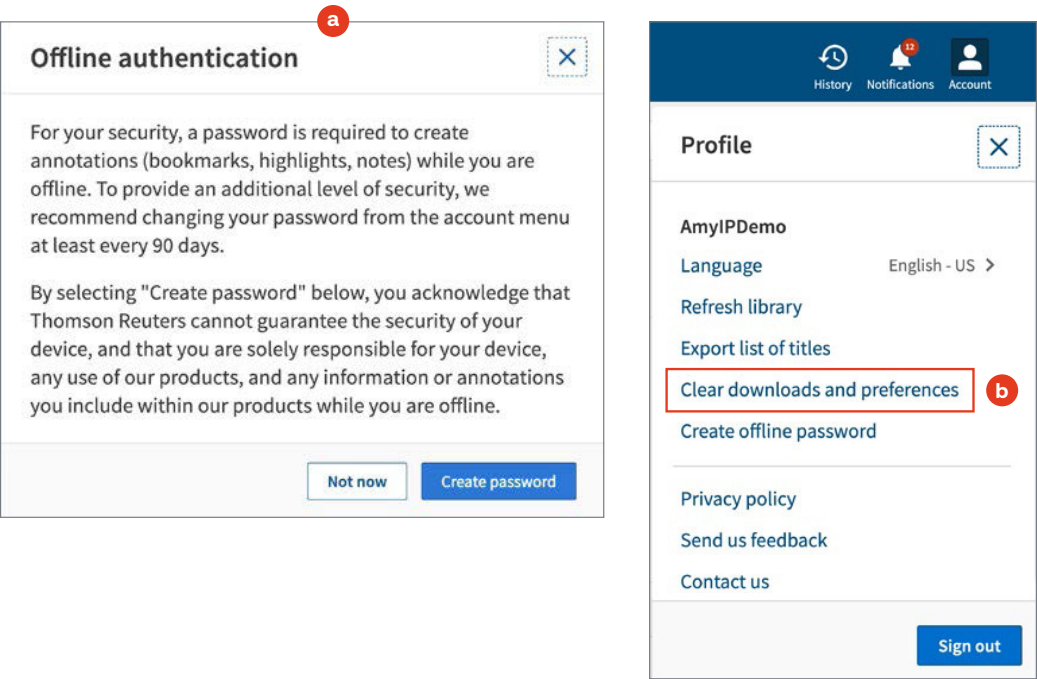 a
Offline authentication
For your security, a password is required to create
annotations (bookmarks, highlights, notes) while you are
offline. To provide an additional level of security, we
recommend changing your password from the account menu
at least every 90 days.
By selecting "Create password" below, you acknowledge that
Thomson Reuters cannot guarantee the security of your
device, and that you are solely responsible for your device,
any use of our products, and any information or annotations
you include within our products while you are offline.
Not now
Create password
12
History
Notifications
Account
Profile
AmyIPDemo
Language
English - US
Refresh library
Export list of titles
Clear downloads and preferences
b
Create offline password
Privacy policy
Send us feedback
Contact us
Sign out